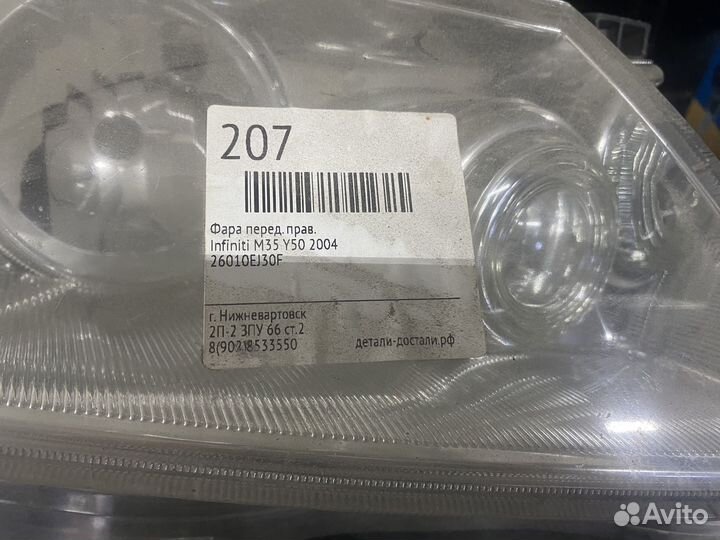 207
Фара перед. прав.
Infiniti M35 Y50 2004
26010EJ30F
г. Нижневартовск
2П-2 ЗПУ 66 ст.2
8(902)8533550
детали-достали.рф
Avito